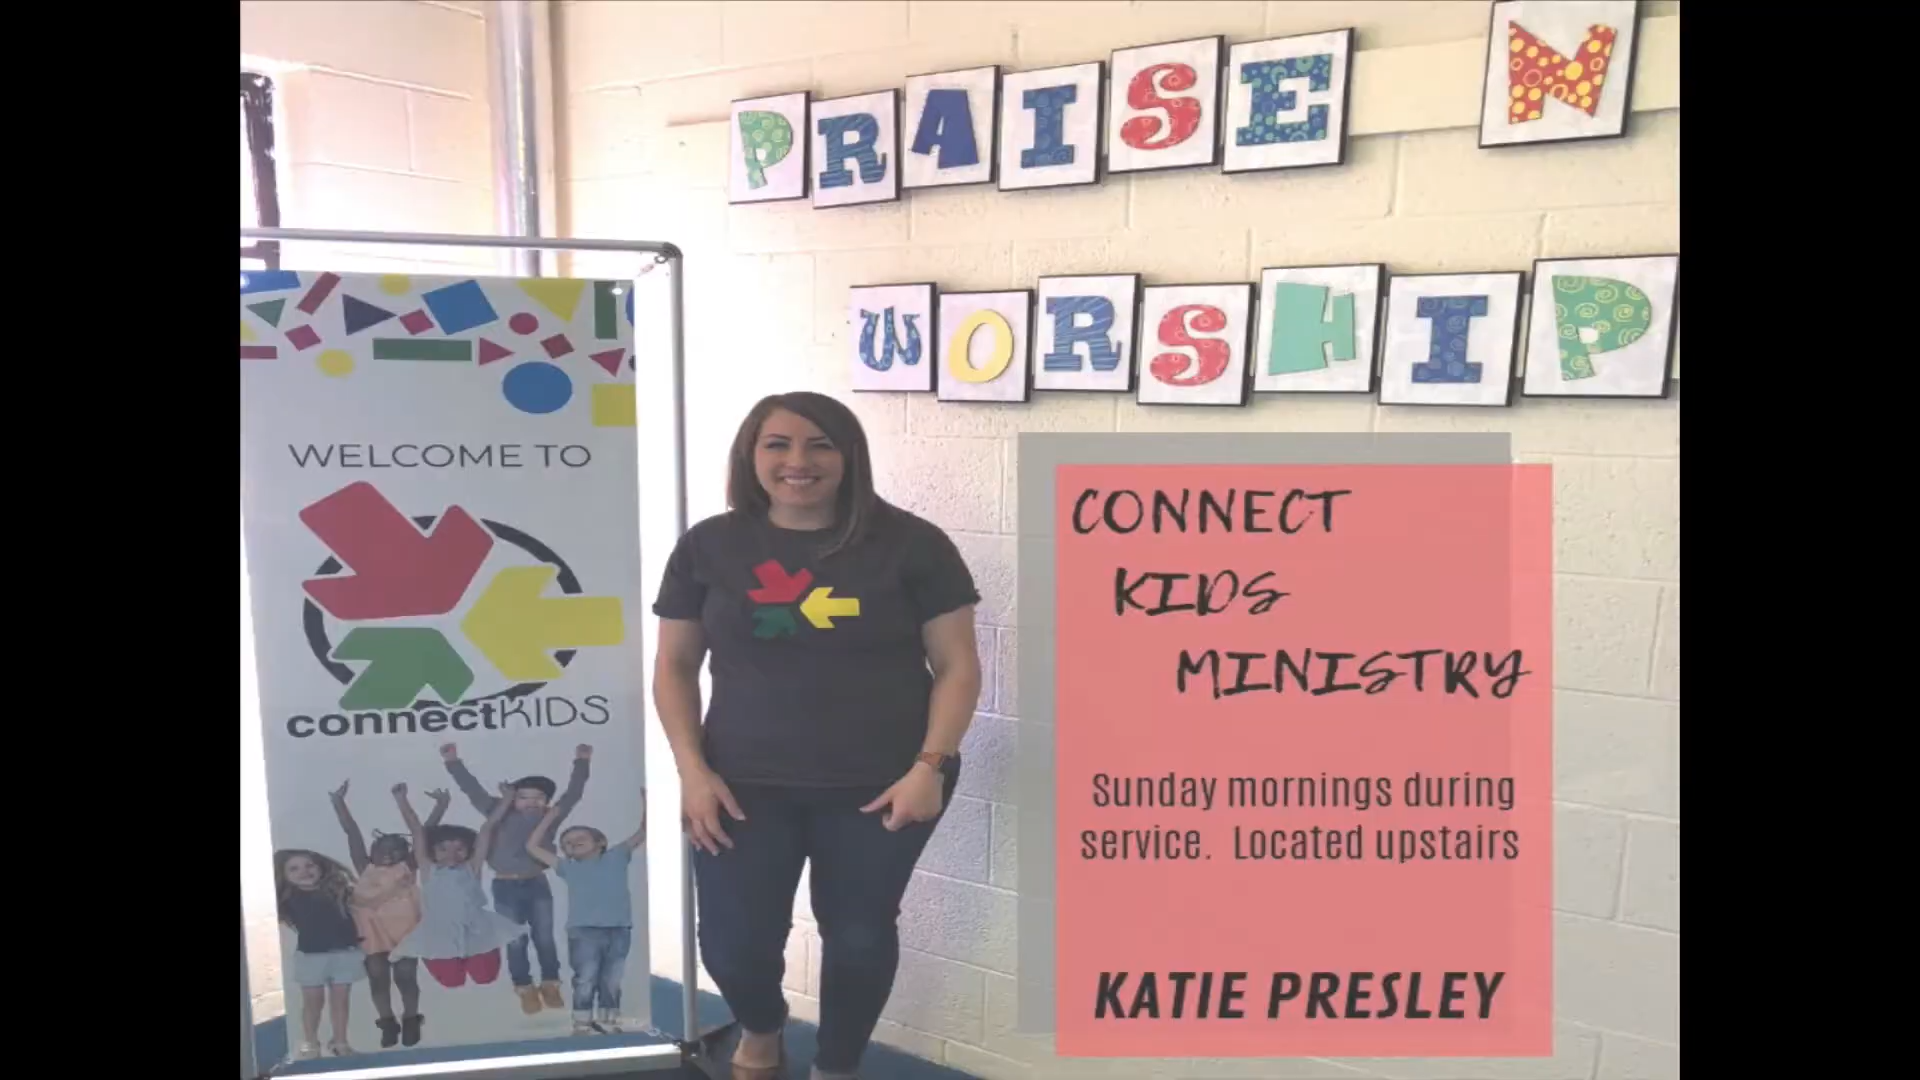 PRAISE N
WORSHIP
WELCOME TO
connectKIDS
CONNECT
KIDS
MINISTRY
Sunday mornings during
service. Located upstairs
KATIE PRESLEY